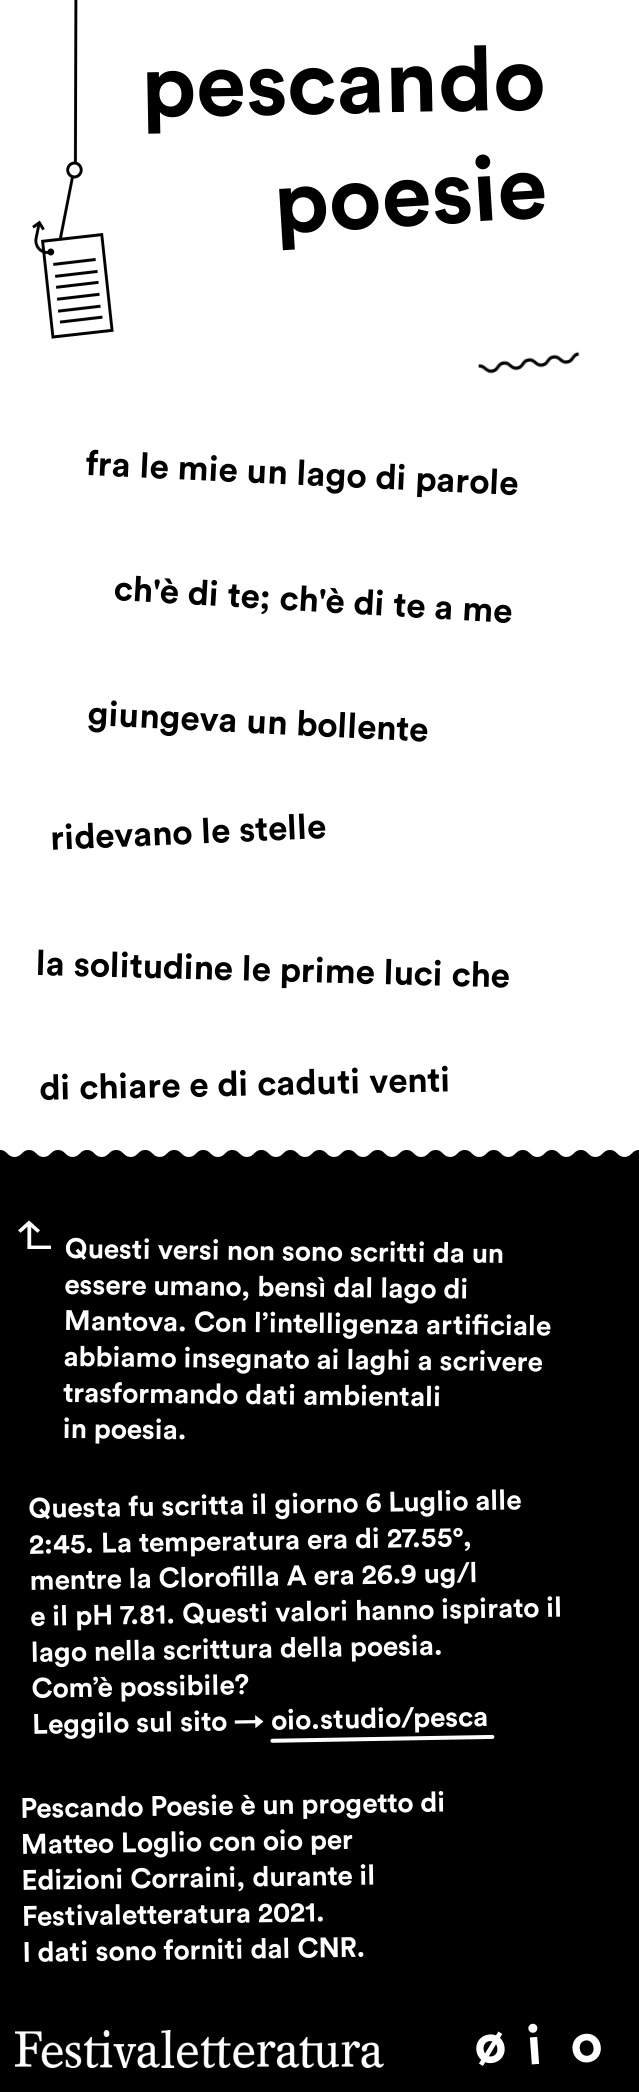 pescando
poesie
fra le mie un lago di parole
ch'è di te; ch'è di te a me
giungeva un bollente
ridevano le stelle
la solitudine le prime luci che
di chiare e di caduti venti
Questi versi non sono scritti da un
essere umano, bensì dal lago di
Mantova. Con l’intelligenza artificiale
abbiamo insegnato ai laghi a scrivere
trasformando dati ambientali
in poesia.
Questa fu scritta il giorno 6 Luglio alle
2:45. La temperatura era di 27.55°,
mentre la Clorofilla A era 26.9 ug/l
e il pH 7.81. Questi valori hanno ispirato il
lago nella scrittura della poesia.
Com’è possibile?
Leggilo sul sito → oio.studio/pesca
Pescando Poesie è un progetto di
Matteo Loglio con oio per
Edizioni Corraini, durante il
Festivaletteratura 2021.
I dati sono forniti dal CNR.
Festivaletteratura
ø i o